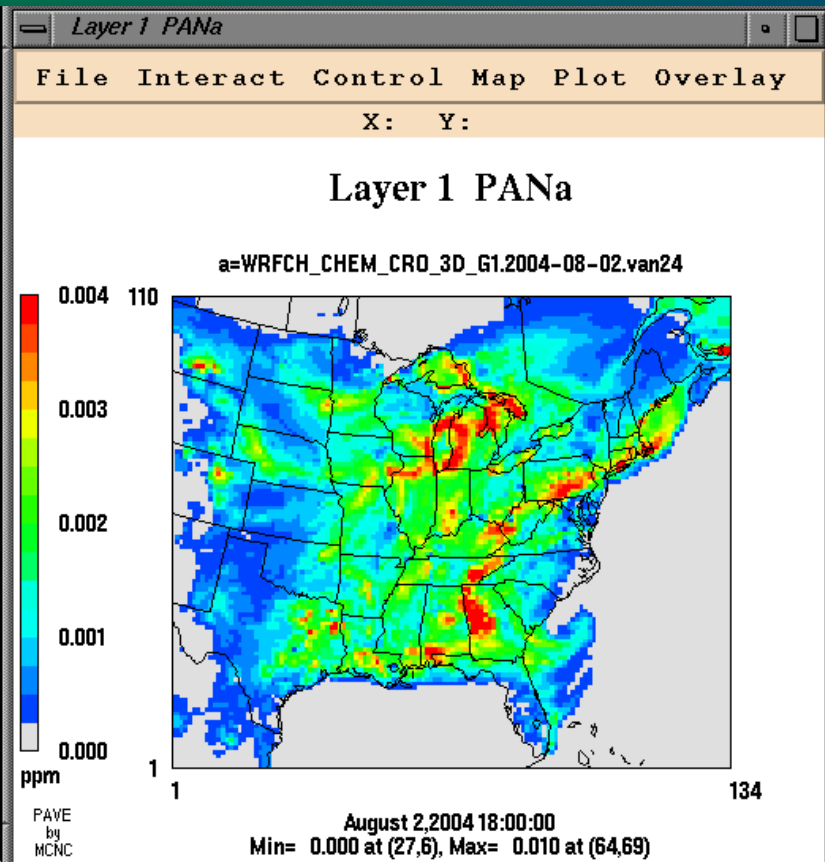 Layer 1 PANa
File Interact Control Map Plot Overlay
X: Y:
Layer 1 PANa
a=WRFCH_CHEM_CRO_3D_G1.2004-08-02.van24
0.004
0.003
0.002
0.001
0.000
ppm
110
1
1
134
PAVE
by
MCNC
August 2,2004 18:00:00
Min= 0.000 at (27,6), Max= 0.010 at (64,69)